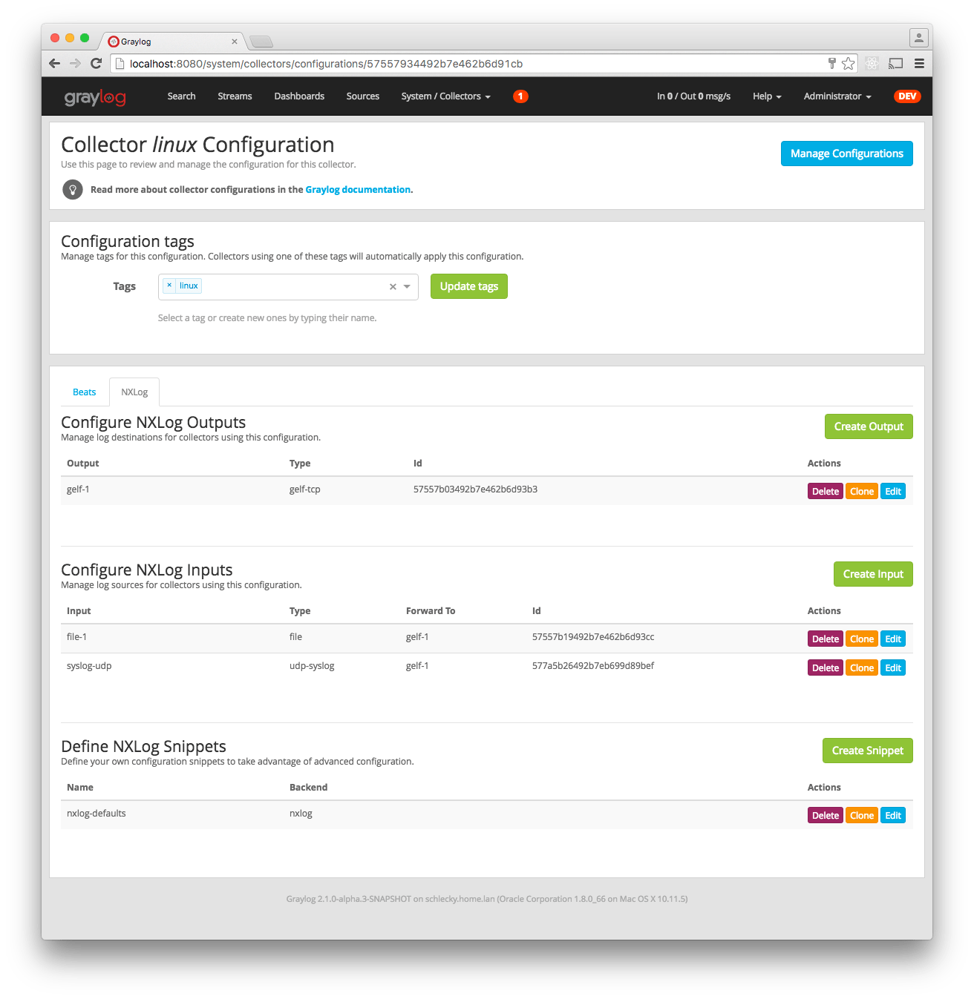 Graylog
localhost:8080/system/collectors/configurations/57557934492b7e462b6d91cb
graylog Search Streams Dashboards Sources System / Collectors 1 In 0 / Out 0 msg/s Help Administrator DEV
Collector linux Configuration
Manage Configurations
Use this page to review and manage the configuration for this collector.
Read more about collector configurations in the Graylog documentation.
Configuration tags
Manage tags for this configuration. Collectors using one of these tags will automatically apply this configuration.
Tags × linux × Update tags
Select a tag or create new ones by typing their name.
Beats NXLog
Configure NXLog Outputs
Create Output
Manage log destinations for collectors using this configuration.
Output Type Id Actions
gelf-1 gelf-tcp 57557b03492b7e462b6d93b3 Delete Clone Edit
Configure NXLog Inputs
Create Input
Manage log sources for collectors using this configuration.
Input Type Forward To Id Actions
file-1 file gelf-1 57557b19492b7e462b6d93cc Delete Clone Edit
syslog-udp udp-syslog gelf-1 577a5b26492b7eb699d89bef Delete Clone Edit
Define NXLog Snippets
Create Snippet
Define your own configuration snippets to take advantage of advanced configuration.
Name Backend Actions
nxlog-defaults nxlog Delete Clone Edit
Graylog 2.1.0-alpha.3-SNAPSHOT on schlecky.home.lan (Oracle Corporation 1.8.0_66 on Mac OS X 10.11.5)